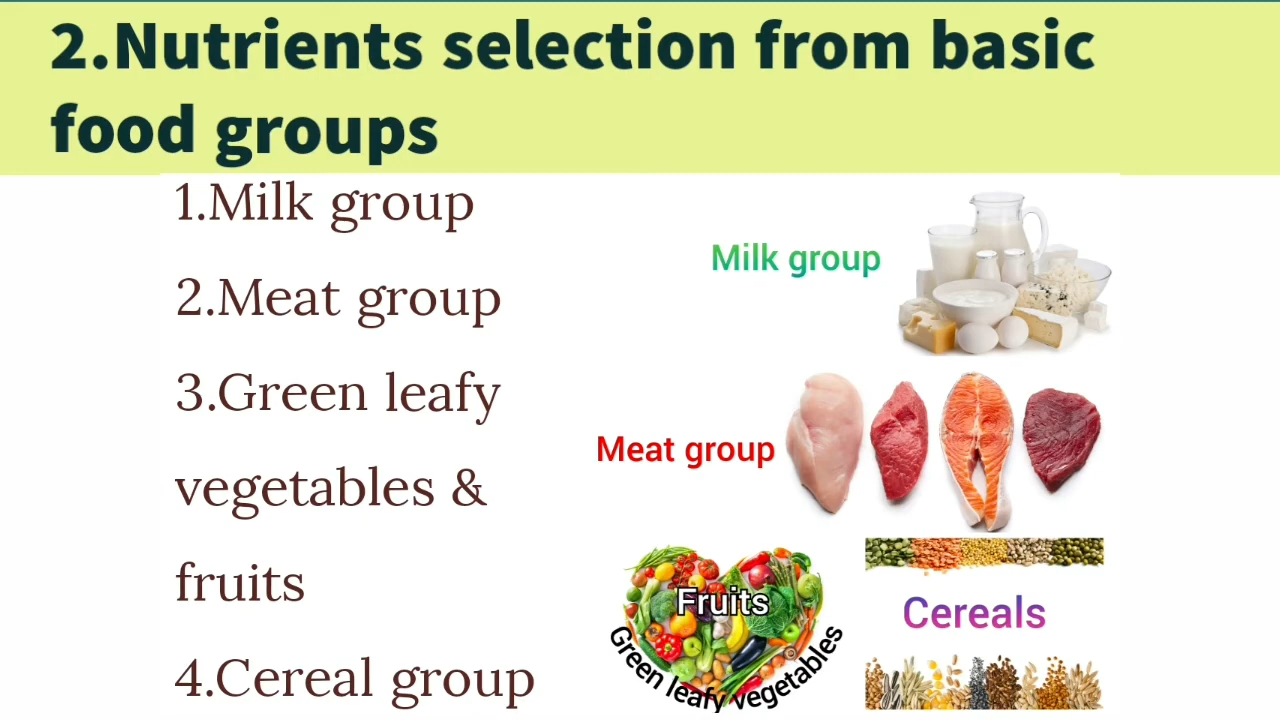 2.Nutrients selection from basic
food groups
1.Milk group
2.Meat group
3.Green leafy
vegetables &
fruits
4.Cereal group
Milk group
Meat group
Fruits
Green leafy vegetables
Cereals